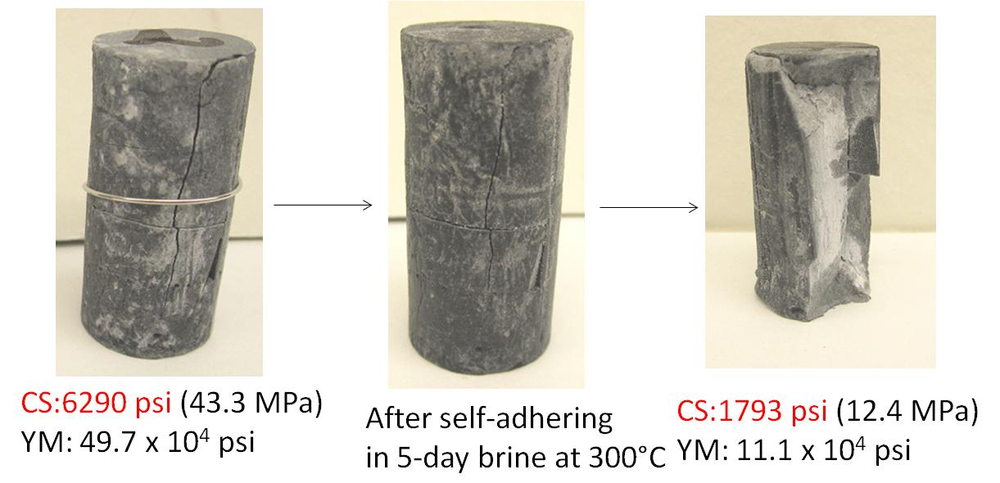 CS:6290 psi (43.3 MPa)
YM: 49.7 x 10⁴ psi
After self-adhering
in 5-day brine at 300°C
CS:1793 psi (12.4 MPa)
YM: 11.1 x 10⁴ psi